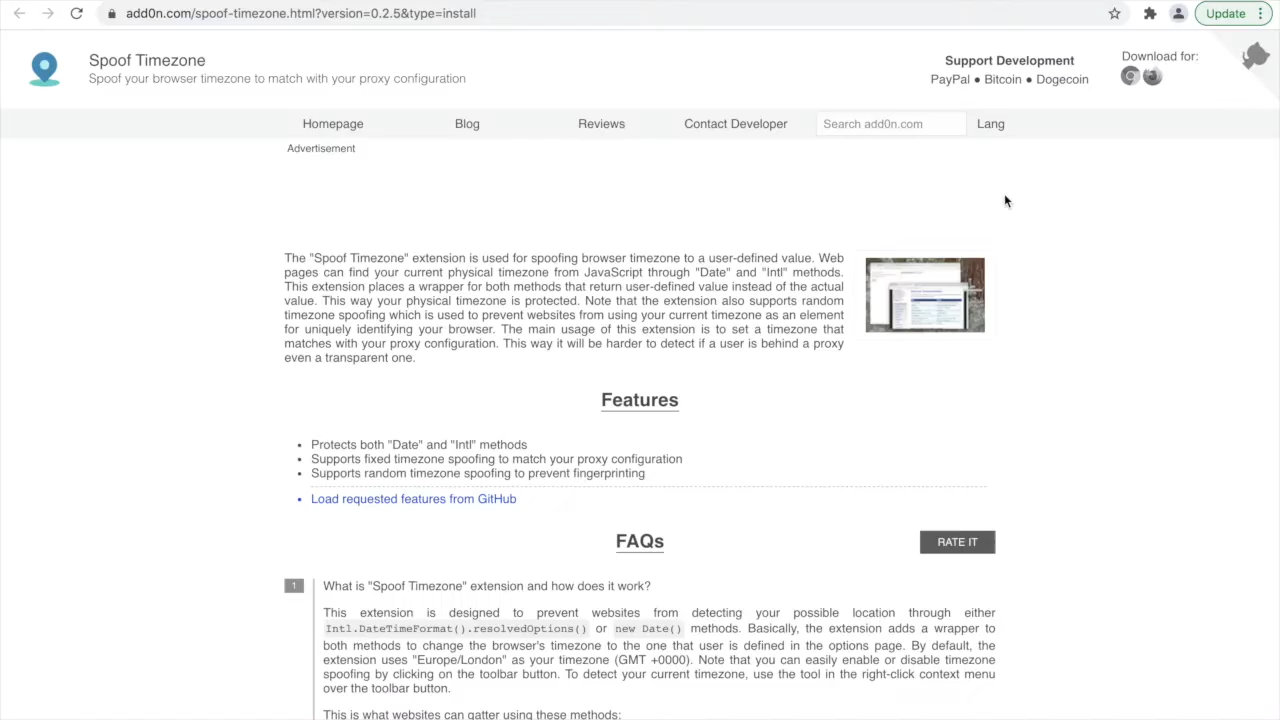 add0n.com/spoof-timezone.html?version=0.2.5&type=install
Update
Spoof Timezone
Spoof your browser timezone to match with your proxy configuration
Support Development
PayPal ● Bitcoin ● Dogecoin
Download for:
Homepage
Blog
Reviews
Contact Developer
Search add0n.com
Lang
Advertisement
The "Spoof Timezone" extension is used for spoofing browser timezone to a user-defined value. Web
pages can find your current physical timezone from JavaScript through "Date" and "Intl" methods.
This extension places a wrapper for both methods that return user-defined value instead of the actual
value. This way your physical timezone is protected. Note that the extension also supports random
timezone spoofing which is used to prevent websites from using your current timezone as an element
for uniquely identifying your browser. The main usage of this extension is to set a timezone that
matches with your proxy configuration. This way it will be harder to detect if a user is behind a proxy
even a transparent one.
Features
• Protects both "Date" and "Intl" methods
• Supports fixed timezone spoofing to match your proxy configuration
• Supports random timezone spoofing to prevent fingerprinting
• Load requested features from GitHub
FAQs
RATE IT
1
What is "Spoof Timezone" extension and how does it work?
This extension is designed to prevent websites from detecting your possible location through either
Intl.DateTimeFormat().resolvedOptions() or new Date() methods. Basically, the extension adds a wrapper to
both methods to change the browser's timezone to the one that user is defined in the options page. By default, the
extension uses "Europe/London" as your timezone (GMT +0000). Note that you can easily enable or disable timezone
spoofing by clicking on the toolbar button. To detect your current timezone, use the tool in the right-click context menu
over the toolbar button.
This is what websites can gatter using these methods: